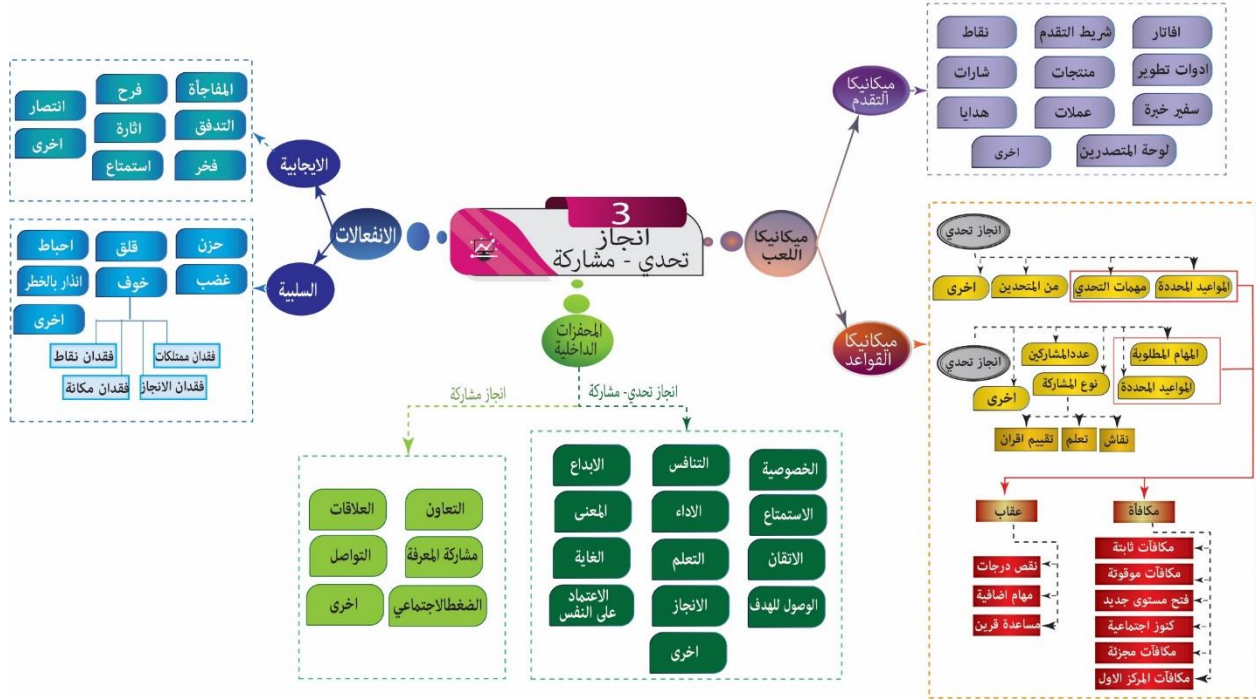 3
انجاز
تحدي - مشاركة
ميكانيكا
اللعب
ميكانيكا
التقدم
افاتار
شريط التقدم
نقاط
ادوات تطوير
منتجات
شارات
سفير خبرة
عملات
هدايا
لوحة المتصدرين
اخرى
ميكانيكا
القواعد
انجاز تحدي
المواعيد المحددة
مهمات التحدي
من المتحدين
اخرى
انجاز تحدي
المهام المطلوبة
عددالمشاركين
المواعيد المحددة
نوع المشاركة
اخرى
نقاش
تعلم
تقييم اقران
مكافأة
مكافآت ثابتة
مكافآت موقوتة
فتح مستوى جديد
كنوز اجتماعية
مكافآت مجزئة
مكافآت المركز الاول
عقاب
نقص درجات
مهام اضافية
مساعدة قرين
المحفزات
الداخلية
انجاز تحدي- مشاركة
الخصوصية
التنافس
الابداع
الاستمتاع
الاداء
المعنى
الاتقان
التعلم
الغاية
الوصول للهدف
الانجاز
الاعتماد
على النفس
اخرى
انجاز مشاركة
التعاون
العلاقات
مشاركة المعرفة
التواصل
الضغطالاجتماعي
اخرى
الانفعالات
الايجابية
المفاجأة
فرح
انتصار
التدفق
اثارة
اخرى
فخر
استمتاع
السلبية
حزن
قلق
احباط
غضب
خوف
انذار بالخطر
اخرى
فقدان ممتلكات
فقدان نقاط
فقدان الانجاز
فقدان مكانة